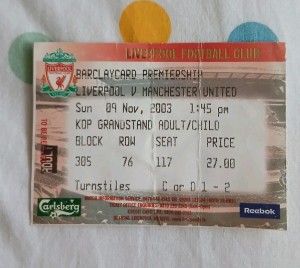 LIVERPOOL FOOTBALL CLUB
BARCLAYCARD PREMIERSHIP
LIVERPOOL V MANCHESTER UNITED
Sun 09 Nov, 2003 1:45 pm
KOP GRANDSTAND ADULT/CHILD
BLOCK ROW SEAT PRICE
305 76 117 27.00
Turnstiles C or D 1 - 2
Carlsberg
Reebok